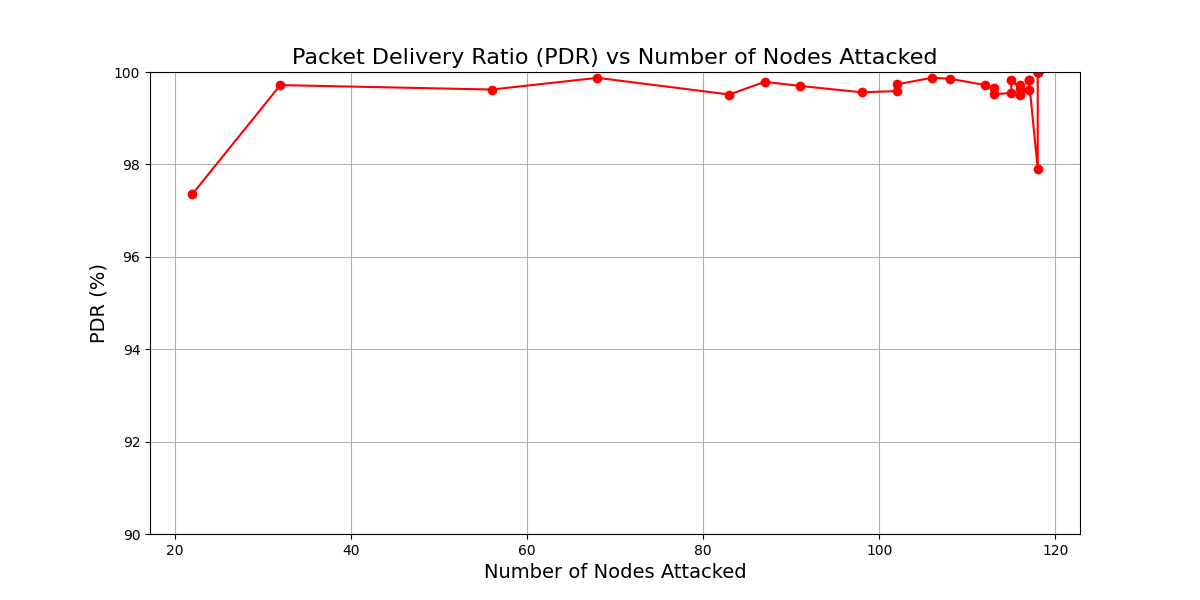 Packet Delivery Ratio (PDR) vs Number of Nodes Attacked
PDR (%)
100
98
96
94
92
90
20 40 60 80 100 120
Number of Nodes Attacked